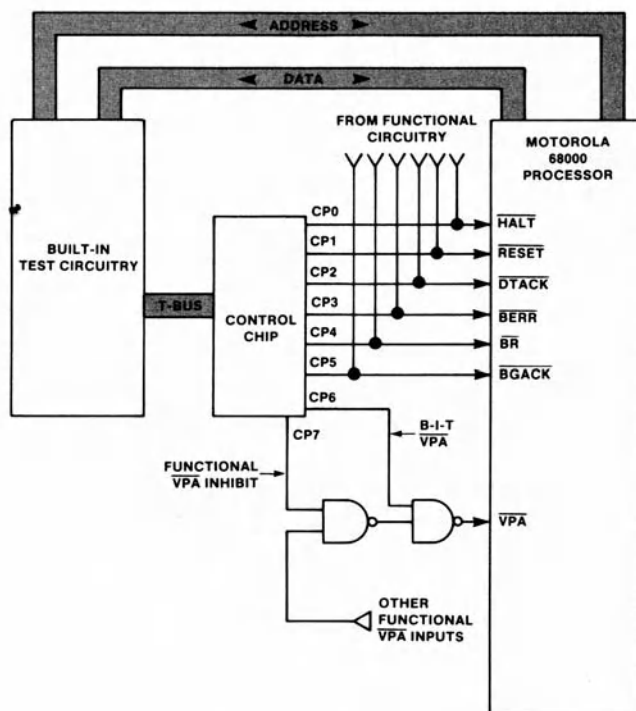 ADDRESS
DATA
FROM FUNCTIONAL
CIRCUITRY
MOTOROLA
68000
PROCESSOR
BUILT-IN
TEST CIRCUITRY
T-BUS
CONTROL
CHIP
CP0
CP1
CP2
CP3
CP4
CP5
CP6
CP7
HALT
RESET
DTACK
BERR
BR
BGACK
B-I-T
VPA
FUNCTIONAL
VPA INHIBIT
VPA
OTHER
FUNCTIONAL
VPA INPUTS